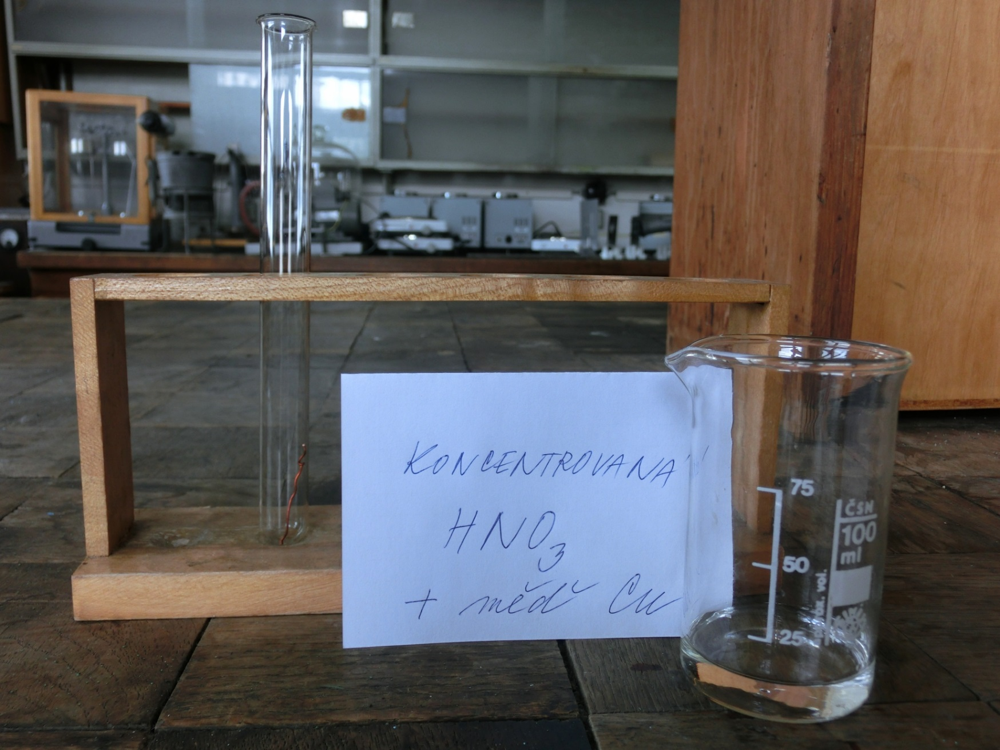 KONCENTROVANÁ
HNO₃
+ měď Cu
75
50
25
ČSN
100
ml